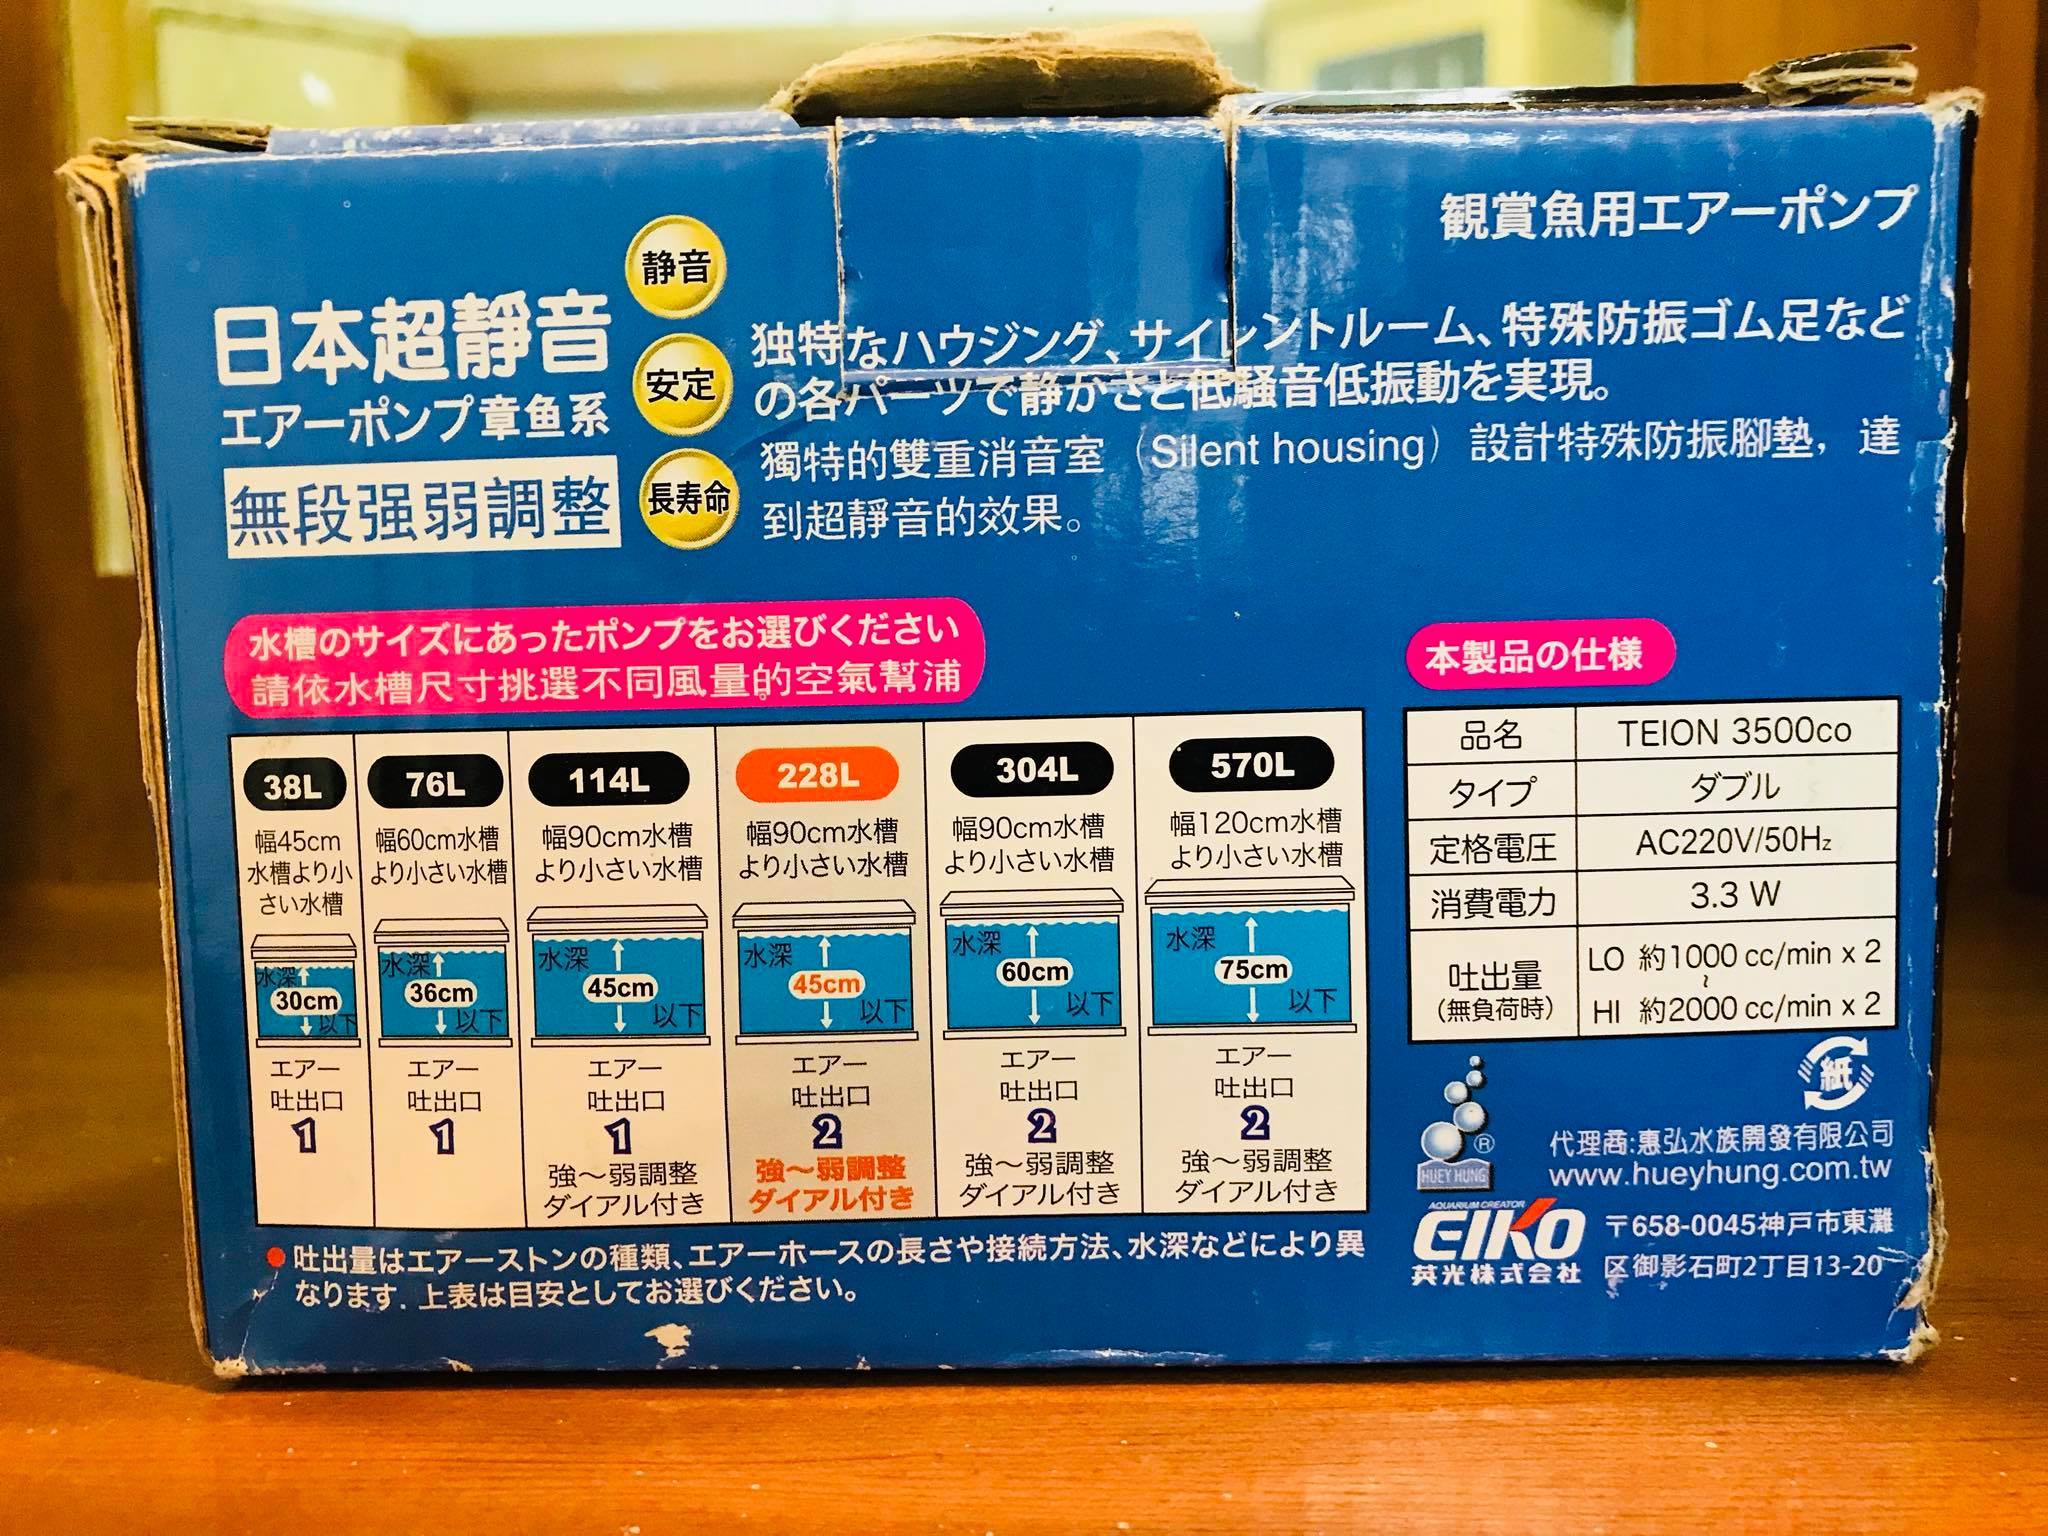 観賞魚用エアーポンプ
日本超靜音
エアーポンプ章魚系
無段强弱調整
静音
安定
長寿命
独特なハウジング、サイレントルーム、特殊防振ゴム足など
の各パーツで静かさと低騒音低振動を実現。
獨特的雙重消音室（Silent housing）設計特殊防振腳墊，達
到超靜音的效果。
水槽のサイズにあったポンプをお選びください
請依水槽尺寸挑選不同風量的空氣幫浦
38L
幅45cm
水槽より小
さい水槽
水深
30cm
以下
エアー
吐出口
1
76L
幅60cm水槽
より小さい水槽
水深
36cm
以下
エアー
吐出口
1
114L
幅90cm水槽
より小さい水槽
水深
45cm
以下
エアー
吐出口
1
強～弱調整
ダイアル付き
228L
幅90cm水槽
より小さい水槽
水深
45cm
以下
エアー
吐出口
2
強～弱調整
ダイアル付き
304L
幅90cm水槽
より小さい水槽
水深
60cm
以下
エアー
吐出口
2
強～弱調整
ダイアル付き
570L
幅120cm水槽
より小さい水槽
水深
75cm
以下
エアー
吐出口
2
強～弱調整
ダイアル付き
●吐出量はエアーストンの種類、エアーホースの長さや接続方法、水深などにより異
なります．上表は目安としてお選びください。
本製品の仕様
品名 TEION 3500co
タイプ ダブル
定格電圧 AC220V/50Hz
消費電力 3.3 W
吐出量
（無負荷時）
LO 約1000 cc/min x 2
~
HI 約2000 cc/min x 2
紙
HUEY HUNG ®
代理商:惠弘水族開發有限公司
www.hueyhung.com.tw
AQUARIUM CREATOR
EIKO
英光株式会社
〒658-0045神戸市東灘
区御影石町2丁目13-20